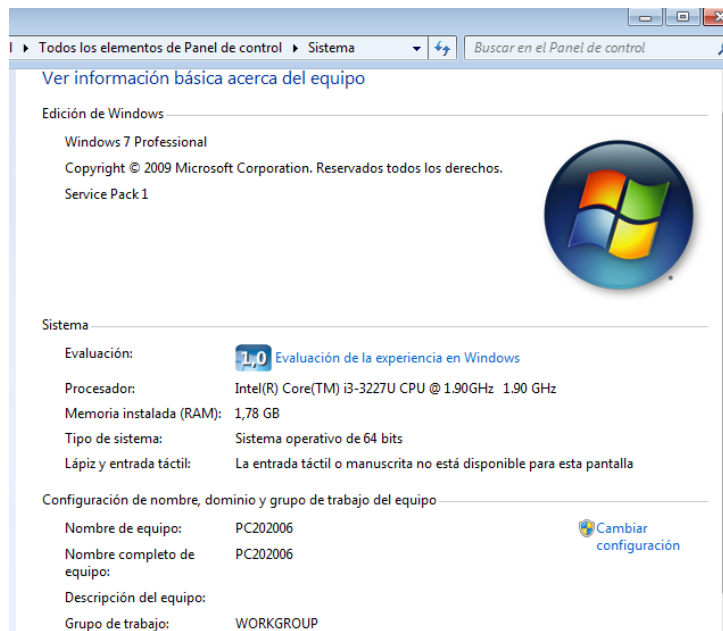 l ▸ Todos los elementos de Panel de control ▸ Sistema
Buscar en el Panel de control
Ver información básica acerca del equipo
Edición de Windows
Windows 7 Professional
Copyright © 2009 Microsoft Corporation. Reservados todos los derechos.
Service Pack 1
Sistema
Evaluación: 1,0 Evaluación de la experiencia en Windows
Procesador: Intel(R) Core(TM) i3-3227U CPU @ 1.90GHz 1.90 GHz
Memoria instalada (RAM): 1,78 GB
Tipo de sistema: Sistema operativo de 64 bits
Lápiz y entrada táctil: La entrada táctil o manuscrita no está disponible para esta pantalla
Configuración de nombre, dominio y grupo de trabajo del equipo
Nombre de equipo: PC202006
Cambiar
configuración
Nombre completo de
equipo:
PC202006
Descripción del equipo:
Grupo de trabajo: WORKGROUP